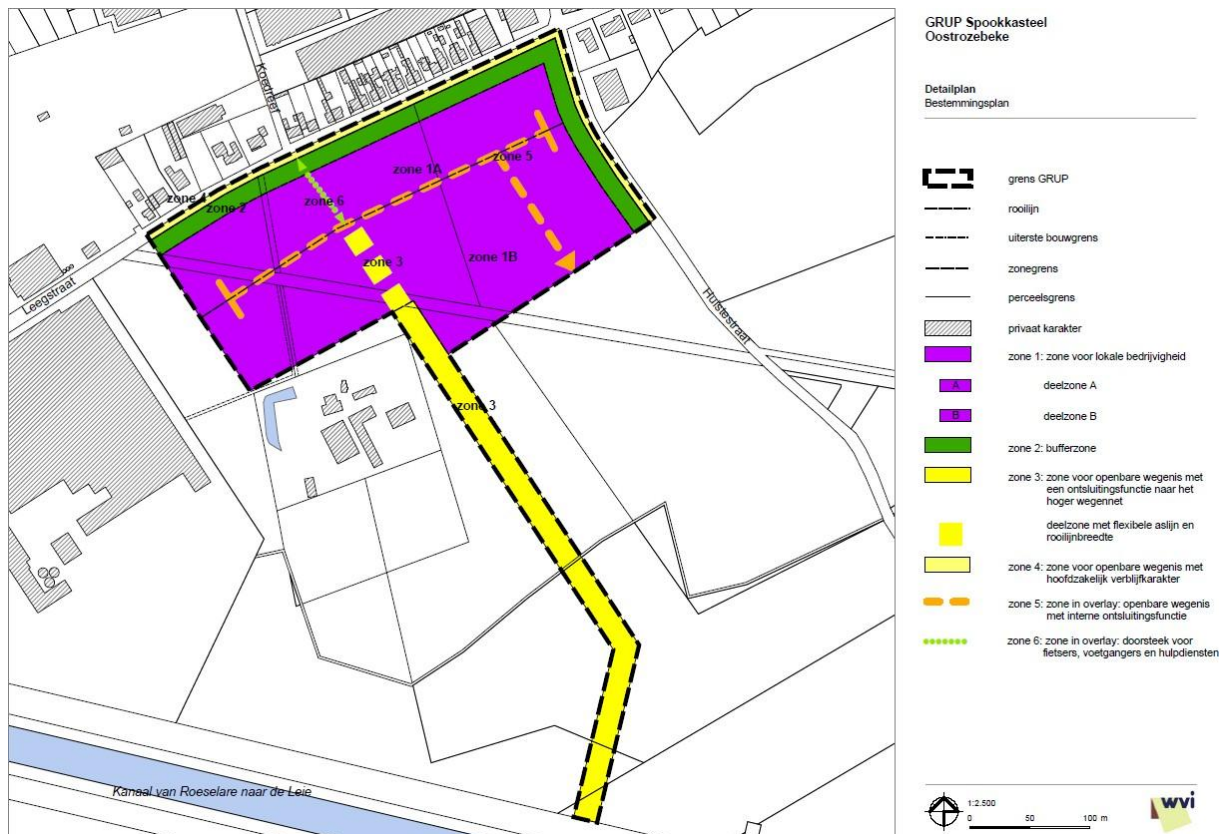 Koedreef
zone 5
zone 1A
zone 4
zone 2
zone 6
zone 3
zone 1B
Leegstraat
Hulstestraat
zone 3
Kanaal van Roeselare naar de Leie
GRUP Spookkasteel
Oostrozebeke
Detailplan
Bestemmingsplan
grens GRUP
rooilijn
uiterste bouwgrens
zonegrens
perceelsgrens
privaat karakter
zone 1: zone voor lokale bedrijvigheid
A deelzone A
B deelzone B
zone 2: bufferzone
zone 3: zone voor openbare wegenis met
een ontsluitingsfunctie naar het
hoger wegennet
deelzone met flexibele aslijn en
rooilijnbreedte
zone 4: zone voor openbare wegenis met
hoofdzakelijk verblijfkarakter
zone 5: zone in overlay: openbare wegenis
met interne ontsluitingsfunctie
zone 6: zone in overlay: doorsteek voor
fietsers, voetgangers en hulpdiensten
1:2.500
0 50 100 m
wvi